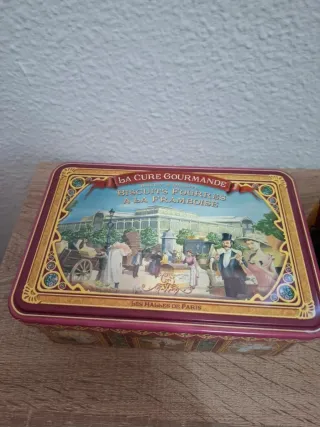 LA CURE GOURMANDE
BISCUITS FOURRÉS
À LA FRAMBOISE
LES HALLES DE PARIS